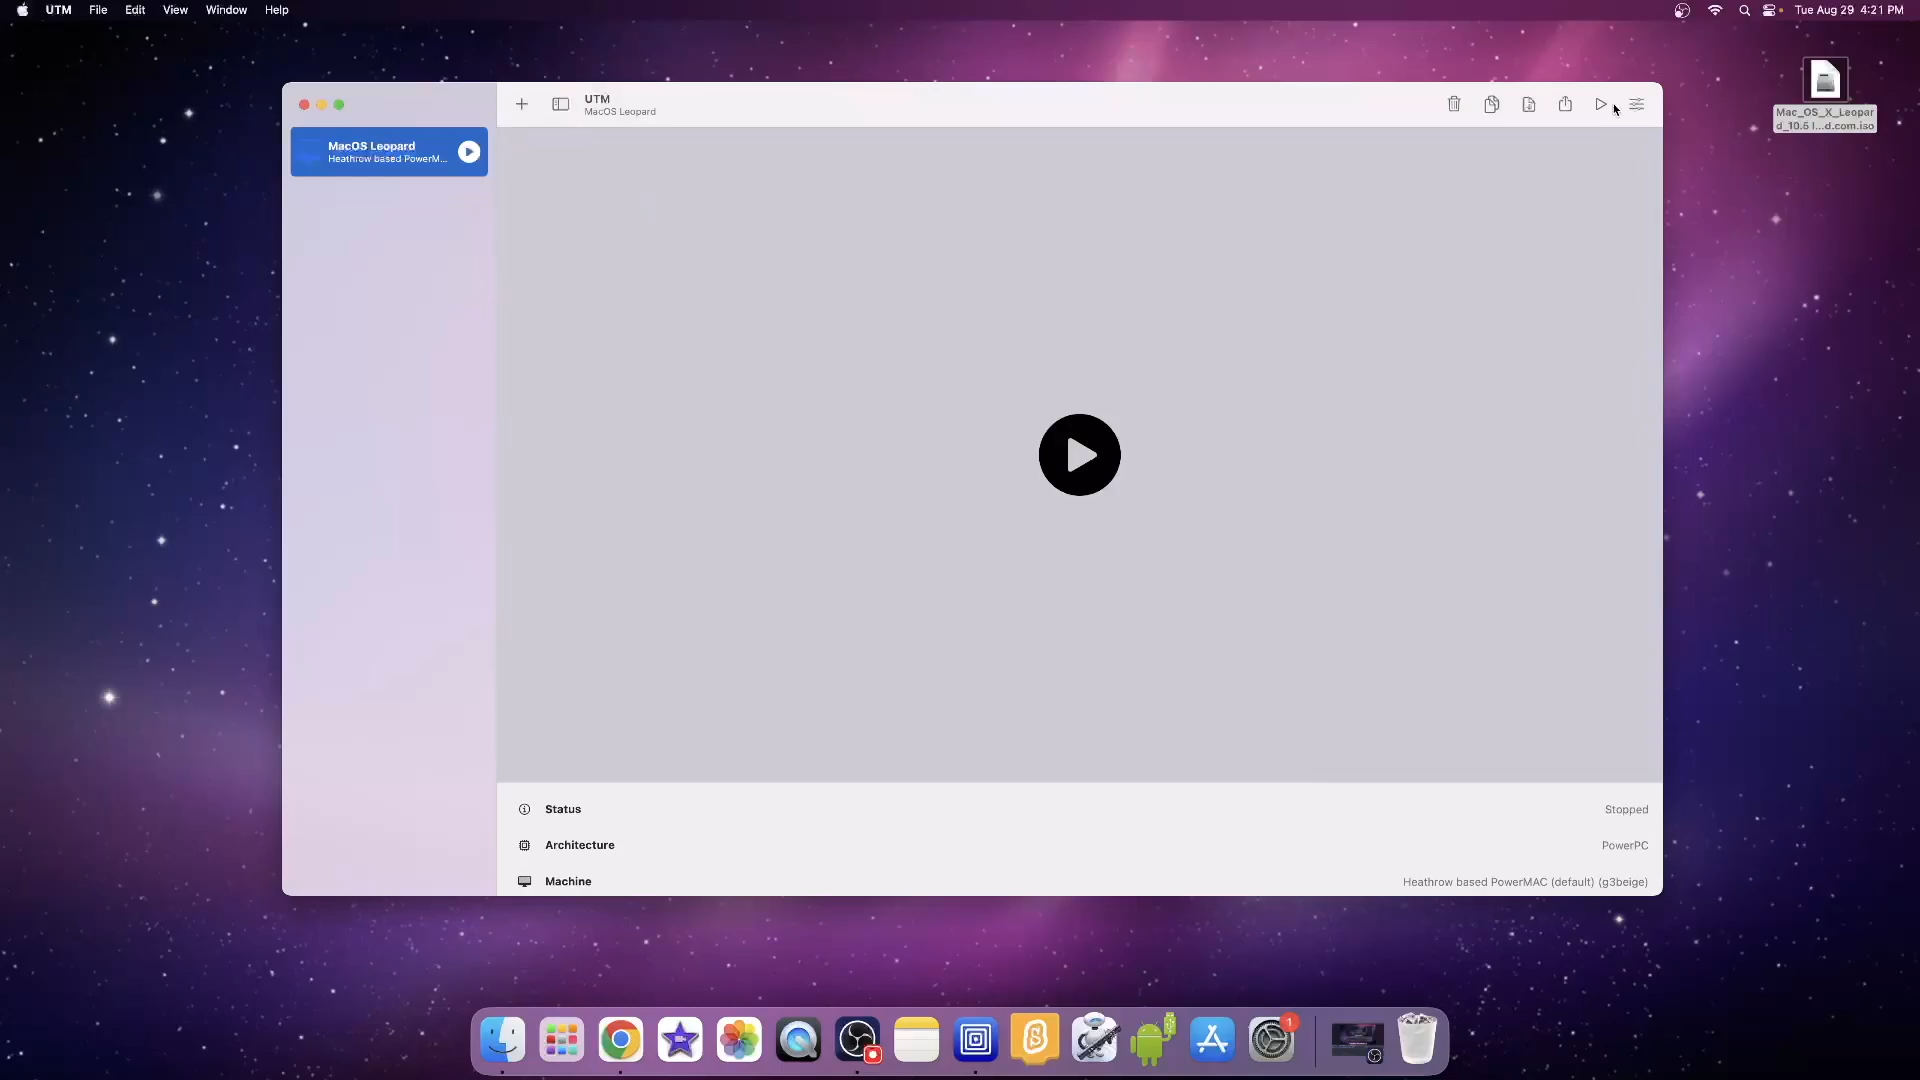 UTM File Edit View Window Help
Tue Aug 29 4:21 PM
UTM
MacOS Leopard
MacOS Leopard
Heathrow based PowerM...
Mac_OS_X_Leopar
d_10.5 I...d.com.iso
Status Stopped
Architecture PowerPC
Machine Heathrow based PowerMAC (default) (g3beige)
1